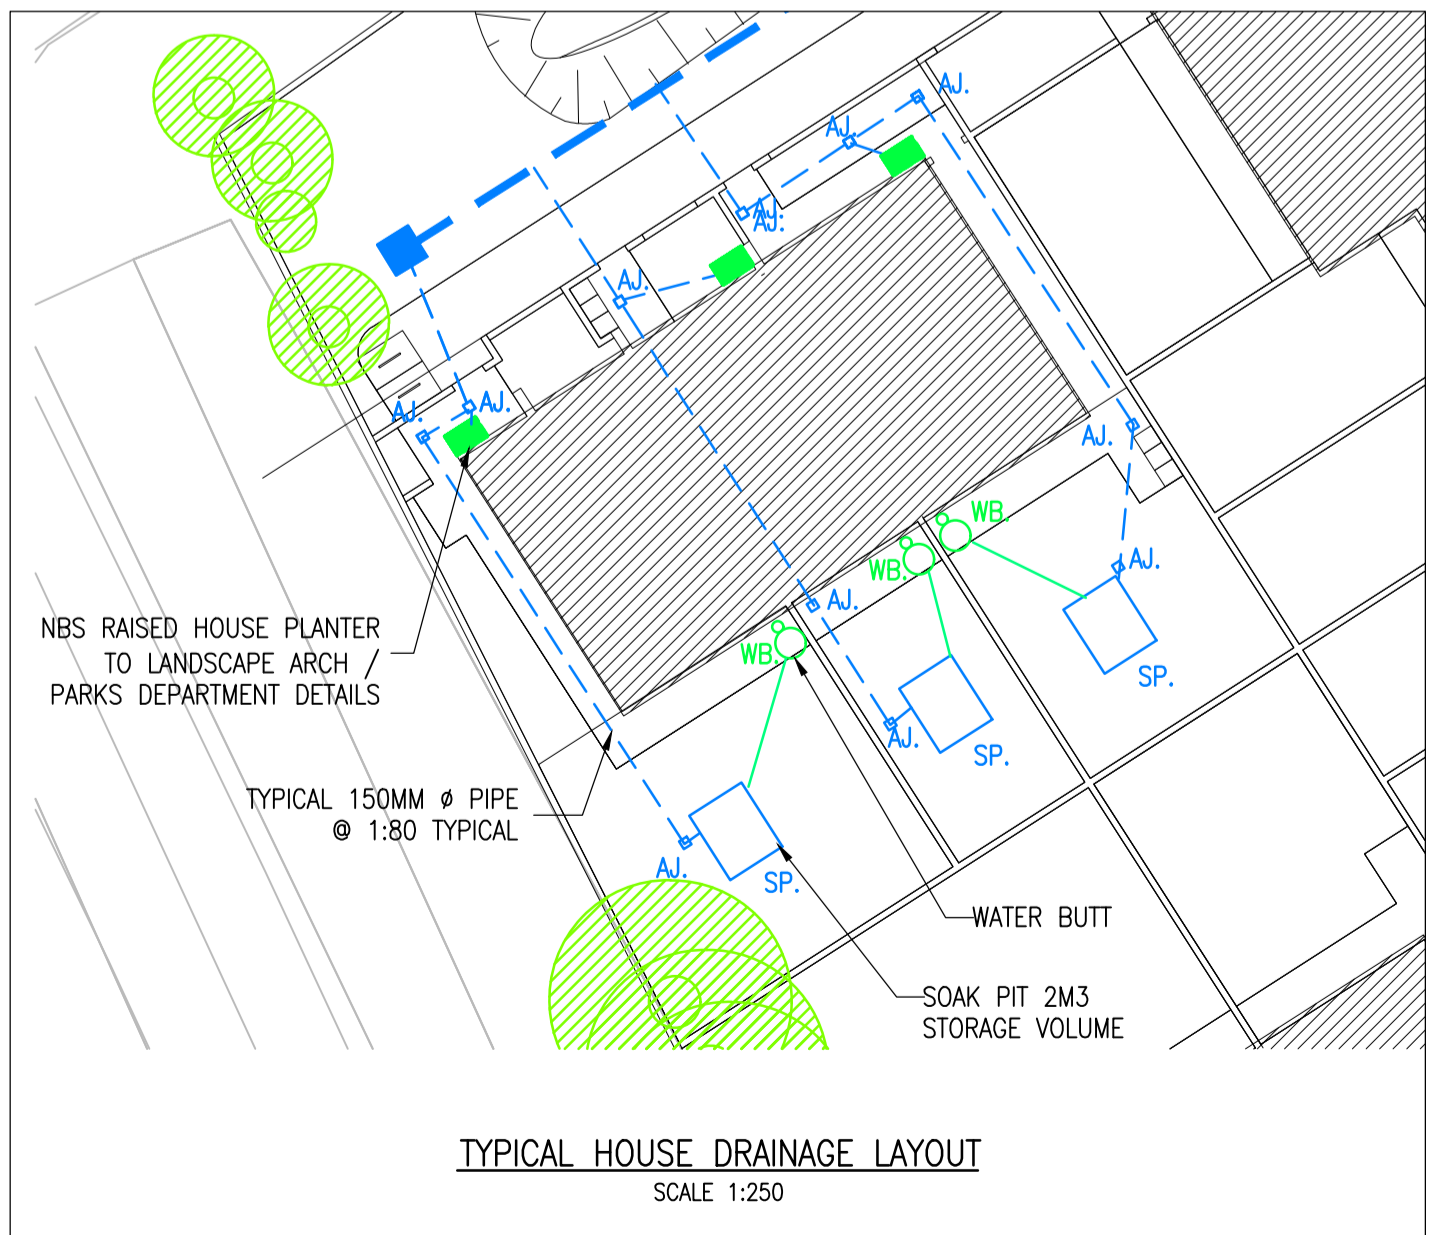 AJ.
AJ.
AJ.
AJ.
AJ.
AJ.
AJ.
AJ.
AJ.
WB.
WB.
AJ.
AJ.
WB.
SP.
NBS RAISED HOUSE PLANTER
TO LANDSCAPE ARCH /
PARKS DEPARTMENT DETAILS
AJ.
SP.
TYPICAL 150MM Ø PIPE
@ 1:80 TYPICAL
AJ.
SP.
WATER BUTT
SOAK PIT 2M3
STORAGE VOLUME
TYPICAL HOUSE DRAINAGE LAYOUT
SCALE 1:250